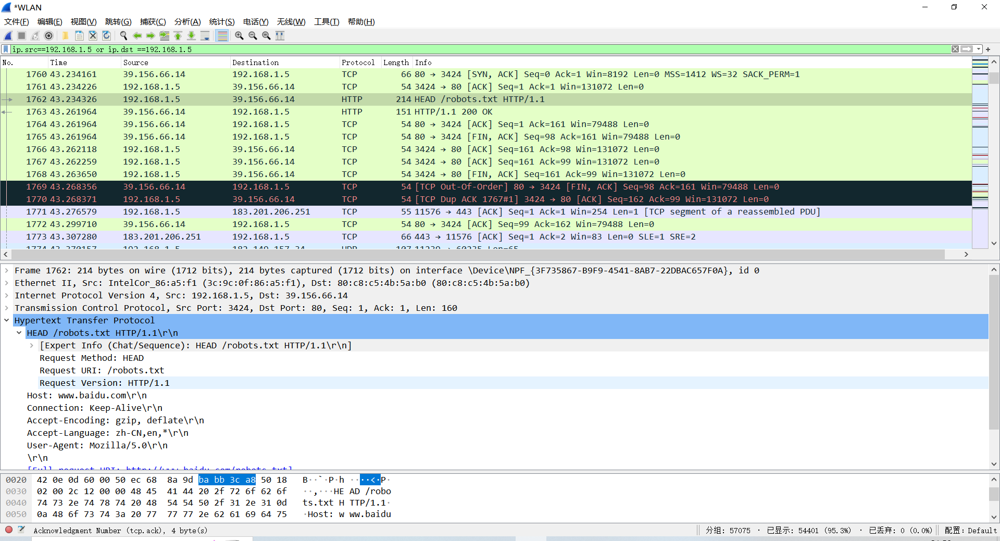 *WLAN
文件(F) 编辑(E) 视图(V) 跳转(G) 捕获(C) 分析(A) 统计(S) 电话(Y) 无线(W) 工具(T) 帮助(H)
ip.src==192.168.1.5 or ip.dst ==192.168.1.5
No. Time Source Destination Protocol Length Info
1760 43.234161 39.156.66.14 192.168.1.5 TCP 66 80 → 3424 [SYN, ACK] Seq=0 Ack=1 Win=8192 Len=0 MSS=1412 WS=32 SACK_PERM=1
1761 43.234226 192.168.1.5 39.156.66.14 TCP 54 3424 → 80 [ACK] Seq=1 Ack=1 Win=131072 Len=0
1762 43.234326 192.168.1.5 39.156.66.14 HTTP 214 HEAD /robots.txt HTTP/1.1
1763 43.261964 39.156.66.14 192.168.1.5 HTTP 151 HTTP/1.1 200 OK
1764 43.261964 39.156.66.14 192.168.1.5 TCP 54 80 → 3424 [ACK] Seq=1 Ack=161 Win=79488 Len=0
1765 43.261964 39.156.66.14 192.168.1.5 TCP 54 80 → 3424 [FIN, ACK] Seq=98 Ack=161 Win=79488 Len=0
1766 43.262118 192.168.1.5 39.156.66.14 TCP 54 3424 → 80 [ACK] Seq=161 Ack=98 Win=131072 Len=0
1767 43.262259 192.168.1.5 39.156.66.14 TCP 54 3424 → 80 [ACK] Seq=161 Ack=99 Win=131072 Len=0
1768 43.263650 192.168.1.5 39.156.66.14 TCP 54 3424 → 80 [FIN, ACK] Seq=161 Ack=99 Win=131072 Len=0
1769 43.268356 39.156.66.14 192.168.1.5 TCP 54 [TCP Out-Of-Order] 80 → 3424 [FIN, ACK] Seq=98 Ack=161 Win=79488 Len=0
1770 43.268371 192.168.1.5 39.156.66.14 TCP 54 [TCP Dup ACK 1767#1] 3424 → 80 [ACK] Seq=162 Ack=99 Win=131072 Len=0
1771 43.276579 192.168.1.5 183.201.206.251 TCP 55 11576 → 443 [ACK] Seq=1 Ack=1 Win=254 Len=1 [TCP segment of a reassembled PDU]
1772 43.299710 39.156.66.14 192.168.1.5 TCP 54 80 → 3424 [ACK] Seq=99 Ack=162 Win=79488 Len=0
1773 43.307280 183.201.206.251 192.168.1.5 TCP 66 443 → 11576 [ACK] Seq=1 Ack=2 Win=83 Len=0 SLE=1 SRE=2
1774 43.370157 192.168.1.5 182.149.157.34 UDP 107 11239 → 60235 Len=65
Frame 1762: 214 bytes on wire (1712 bits), 214 bytes captured (1712 bits) on interface \Device\NPF_{3F735867-B9F9-4541-8AB7-22DBAC657F0A}, id 0
Ethernet II, Src: IntelCor_86:a5:f1 (3c:9c:0f:86:a5:f1), Dst: 80:c8:c5:4b:5a:b0 (80:c8:c5:4b:5a:b0)
Internet Protocol Version 4, Src: 192.168.1.5, Dst: 39.156.66.14
Transmission Control Protocol, Src Port: 3424, Dst Port: 80, Seq: 1, Ack: 1, Len: 160
Hypertext Transfer Protocol
HEAD /robots.txt HTTP/1.1\r\n
[Expert Info (Chat/Sequence): HEAD /robots.txt HTTP/1.1\r\n]
Request Method: HEAD
Request URI: /robots.txt
Request Version: HTTP/1.1
Host: www.baidu.com\r\n
Connection: Keep-Alive\r\n
Accept-Encoding: gzip, deflate\r\n
Accept-Language: zh-CN,en,*\r\n
User-Agent: Mozilla/5.0\r\n
\r\n
[Full request URI: http://www.baidu.com/robots.txt]
0020 42 0e 0d 60 00 50 ec 68 8a 9d ba bb 3c a8 50 18 B··`·P·h ····<·P·
0030 02 00 2c 12 00 00 48 45 41 44 20 2f 72 6f 62 6f ··,···HE AD /robo
0040 74 73 2e 74 78 74 20 48 54 54 50 2f 31 2e 31 0d ts.txt H TTP/1.1·
0050 0a 48 6f 73 74 3a 20 77 77 77 2e 62 61 69 64 75 ·Host: w ww.baidu
Acknowledgment Number (tcp.ack), 4 byte(s) 分组: 57075 · 已显示: 54401 (95.3%) · 已丢弃: 0 (0.0%) 配置: Default